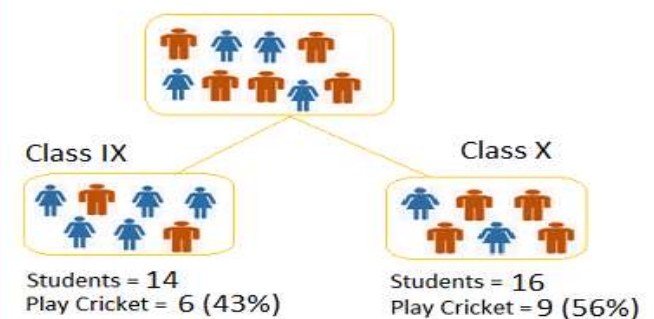 Class IX
Class X
Students = 14
Play Cricket = 6 (43%)
Students = 16
Play Cricket = 9 (56%)